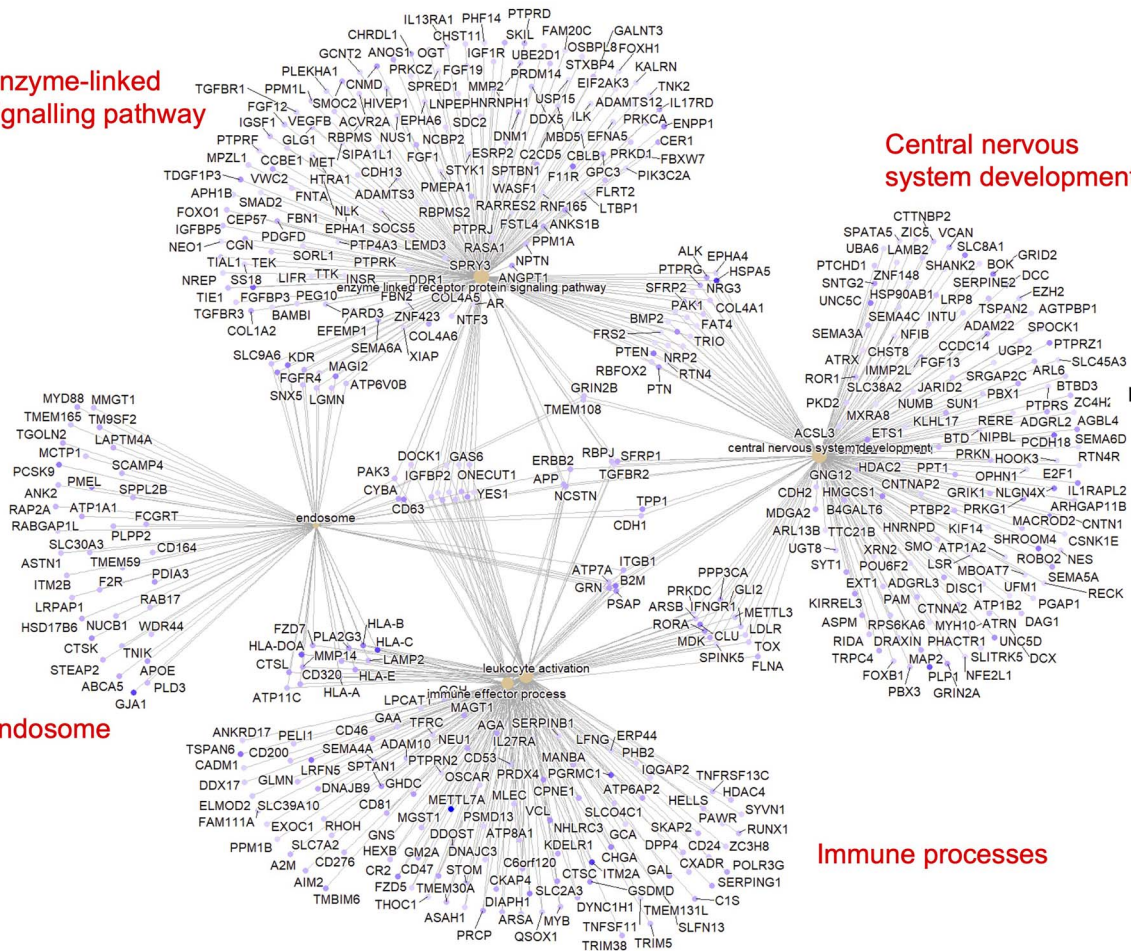 IL13RA1 PHF14 PTPRD
CHRDL1 CHST11 SKIL FAM20C GALNT3
GCNT2 ANOS1 OGT IGF1R UBE2D1 OSBPL8 FOXH1
PLEKHA1 PRKCZ FGF19 PRDM14 STXBP4 KALRN
nzyme-linked
TGFBR1 PPM1L CNMD SPRED1 MMP2 EIF2AK3 TNK2
FGF12 SMOC2 HIVEP1 LNPEP HNRNPH1 USP15 ADAMTS12 IL17RD
gnalling pathway
IGSF1 VEGFB ACVR2A EPHA6 SDC2 DDX5 ILK PRKCA ENPP1
PTPRF GLG1 RBPMS NUS1 NCBP2 DNM1 MBD5 EFNA5 CER1
MPZL1 CCBE1 MET SIPA1L1 FGF1 ESRP2 C2CD5 CBLB PRKD1 FBXW7
TDGF1P3 VWC2 HTRA1 CDH13 STYK1 SPTBN1 F11R GPC3 PIK3C2A
APH1B SMAD2 FNTA ADAMTS3 PMEPA1 WASF1 FLRT2
FOXO1 CEP57 FBN1 NLK RBPMS2 RARRES2 RNF165 LTBP1
IGFBP5 PDGFD EPHA1 SOCS5 PTPRJ FSTL4 ANKS1B
NEO1 CGN SORL1 PTP4A3 LEMD3 RASA1 PPM1A
TIAL1 TEK PTPRK SPRY3 NPTN
NREP SS18 LIFR TTK INSR DDR1 ANGPT1
enzyme linked receptor protein signaling pathway
TIE1 FGFBP3 PEG10 FBN2 COL4A5 AR
TGFBR3 BAMBI PARD3 ZNF423 NTF3
COL1A2 EFEMP1 COL4A6
SEMA6A XIAP
ALK EPHA4
PTPRG HSPA5
SFRP2 NRG3
PAK1 COL4A1
BMP2 FAT4
FRS2 TRIO
PTEN NRP2
RBFOX2 RTN4
PTN
SLC9A6 KDR MAGI2
FGFR4 ATP6V0B
SNX5 LGMN
GRIN2B
TMEM108
Central nervous
system development
CTTNBP2
SPATA5 ZIC5 VCAN
UBA6 LAMB2 SLC8A1
PTCHD1 SHANK2 BOK GRID2
SNTG2 ZNF148 SERPINE2 DCC
UNC5C HSP90AB1 LRP8 EZH2
SEMA4C INTU TSPAN2 AGTPBP1
SEMA3A NFIB ADAM22 SPOCK1
ATRX CHST8 CCDC14 UGP2 PTPRZ1
IMMP2L FGF13 ARL6 SLC45A3
ROR1 SLC38A2 JARID2 SRGAP2C BTBD3
PKD2 NUMB SUN1 PBX1 PTPRS ZC4H2
MXRA8 KLHL17 RERE ADGRL2 AGBL4
ACSL3 ETS1 BTD NIPBL PCDH18 SEMA6D
central nervous system development
PRKN HOOK3 RTN4R
GNG12 HDAC2 PPT1 OPHN1 E2F1
CDH2 HMGCS1 CNTNAP2 GRIK1 NLGN4X IL1RAPL2
MDGA2 B4GALT6 PTBP2 PRKG1 ARHGAP11B
ARL13B TTC21B HNRNPD KIF14 MACROD2 CNTN1
UGT8 XRN2 SMO ATP1A2 SHROOM4 CSNK1E
SYT1 POU6F2 LSR MBOAT7 ROBO2 NES
EXT1 ADGRL3 DISC1 UFM1 SEMA5A
KIRREL3 PAM CTNNA2 ATP1B2 PGAP1 RECK
ASPM RPS6KA6 MYH10 ATRN DAG1
RIDA DRAXIN PHACTR1 UNC5D
TRPC4 MAP2 SLITRK5 DCX
FOXB1 PLP1 NFE2L1
PBX3 GRIN2A
MYD88 MMGT1
TMEM165 TM9SF2
TGOLN2 LAPTM4A
MCTP1 SCAMP4
PCSK9 PMEL SPPL2B
ANK2 ATP1A1
RAP2A FCGRT
RABGAP1L PLPP2
SLC30A3 CD164
ASTN1 TMEM59
ITM2B F2R PDIA3
LRPAP1 RAB17
HSD17B6 NUCB1 WDR44
CTSK TNIK
STEAP2 APOE
ABCA5 PLD3
GJA1
endosome
ndosome
DOCK1 GAS6
PAK3 IGFBP2 ONECUT1
CYBA YES1
CD63
ERBB2 RBPJ SFRP1
APP TGFBR2
NCSTN
TPP1
CDH1
ITGB1
ATP7A B2M
GRN PSAP
PPP3CA
PRKDC GLI2
ARSB IFNGR1 METTL3
RORA LDLR
MDK CLU TOX
SPINK5 FLNA
FZD7 HLA-B
PLA2G3 HLA-C
HLA-DOA MMP14 LAMP2
CTSL CD320 HLA-E
ATP11C HLA-A
leukocyte activation
immune effector process
LPCAT1 MAGT1
ANKRD17 PELI1 GAA TFRC AGA SERPINB1
TSPAN6 CD46 NEU1 IL27RA LFNG ERP44
CADM1 CD200 SEMA4A ADAM10 CD53 MANBA PHB2
DDX17 LRFN5 SPTAN1 PTPRN2 PRDX4 PGRMC1 IQGAP2
GLMN DNAJB9 GHDC OSCAR CPNE1 ATP6AP2 TNFRSF13C
ELMOD2 SLC39A10 CD81 METTL7A MLEC HELLS HDAC4
FAM111A EXOC1 RHOH MGST1 PSMD13 VCL SLCO4C1 PAWR SYVN1
PPM1B SLC7A2 GNS DDOST ATP8A1 NHLRC3 GCA SKAP2 RUNX1
A2M CD276 HEXB GM2A DNAJC3 KDELR1 DPP4 CD24 ZC3H8
AIM2 CR2 CD47 STOM C6orf120 CHGA CXADR POLR3G
TMBIM6 FZD5 TMEM30A CKAP4 CTSC ITM2A GAL SERPING1
THOC1 DIAPH1 SLC2A3 GSDMD C1S
ASAH1 ARSA MYB DYNC1H1 TMEM131L
PRCP QSOX1 TNFSF11 SLFN13
TRIM38 TRIM5
Immune processes